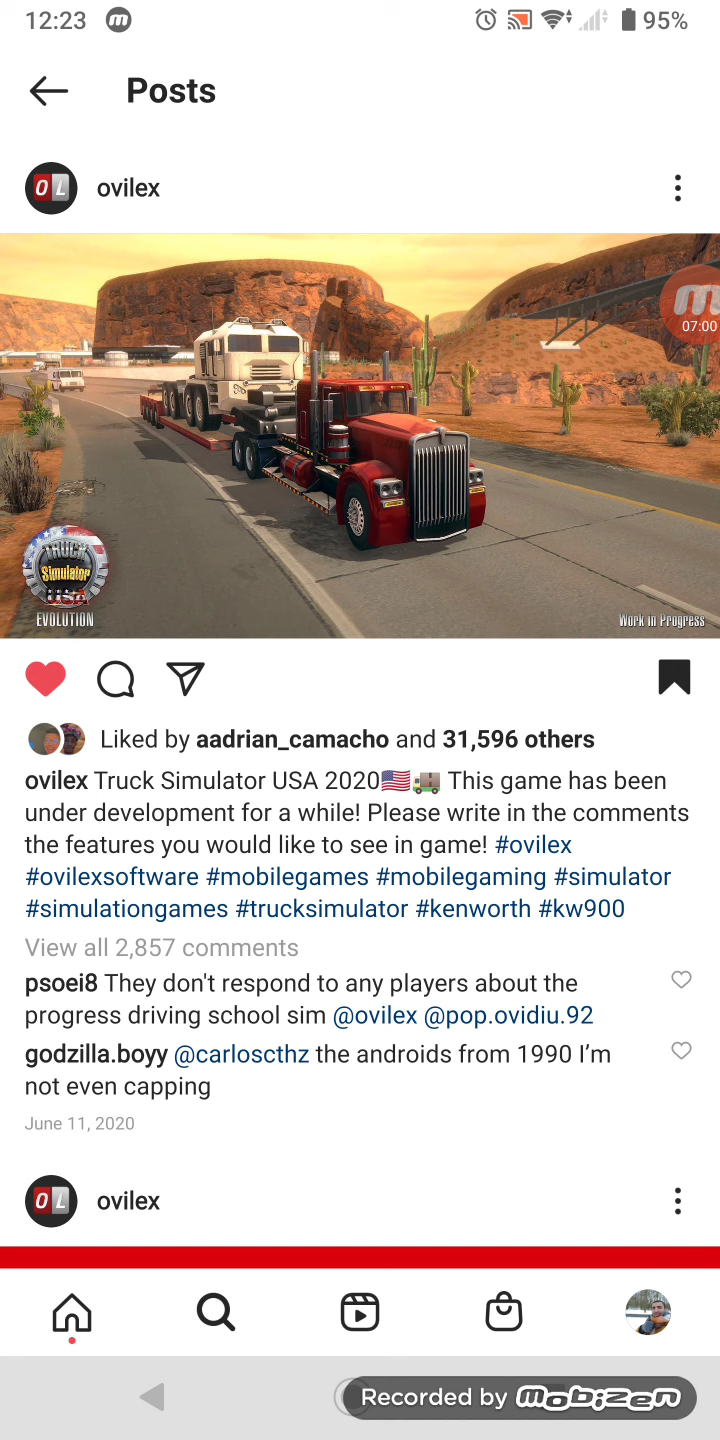 12:23 m 95%
Posts
OL ovilex
07:00
TRUCK
Simulator
USA
EVOLUTION
Work in Progress
Liked by aadrian_camacho and 31,596 others
ovilex Truck Simulator USA 2020🇺🇸🚚 This game has been
under development for a while! Please write in the comments
the features you would like to see in game! #ovilex
#ovilexsoftware #mobilegames #mobilegaming #simulator
#simulationgames #trucksimulator #kenworth #kw900
View all 2,857 comments
psoei8 They don't respond to any players about the
progress driving school sim @ovilex @pop.ovidiu.92
godzilla.boyy @carloscthz the androids from 1990 I’m
not even capping
June 11, 2020
OL ovilex
Recorded by mobizen